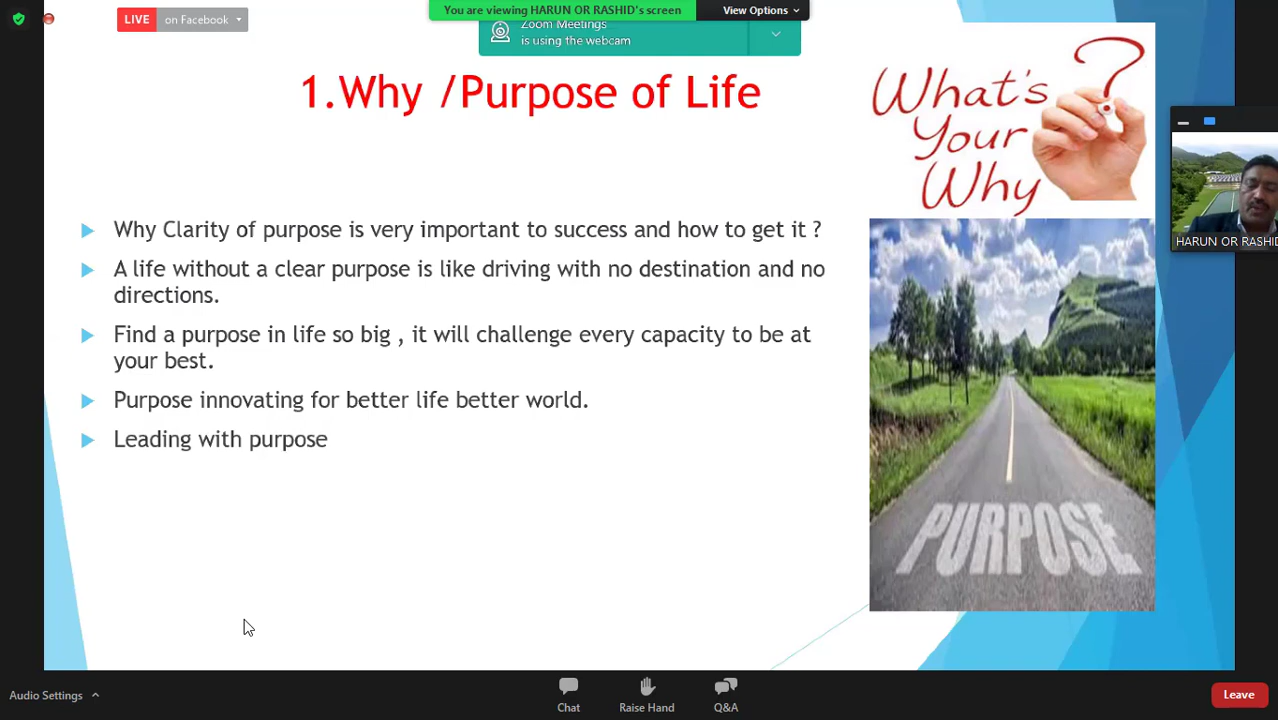 You are viewing HARUN OR RASHID's screen
View Options
LIVE on Facebook
Zoom Meetings
is using the webcam
1.Why /Purpose of Life
What's ?
Your
Why
Why Clarity of purpose is very important to success and how to get it ?
A life without a clear purpose is like driving with no destination and no
directions.
Find a purpose in life so big , it will challenge every capacity to be at
your best.
Purpose innovating for better life better world.
Leading with purpose
PURPOSE
HARUN OR RASHID
Audio Settings
Chat
Raise Hand
Q&A
Leave